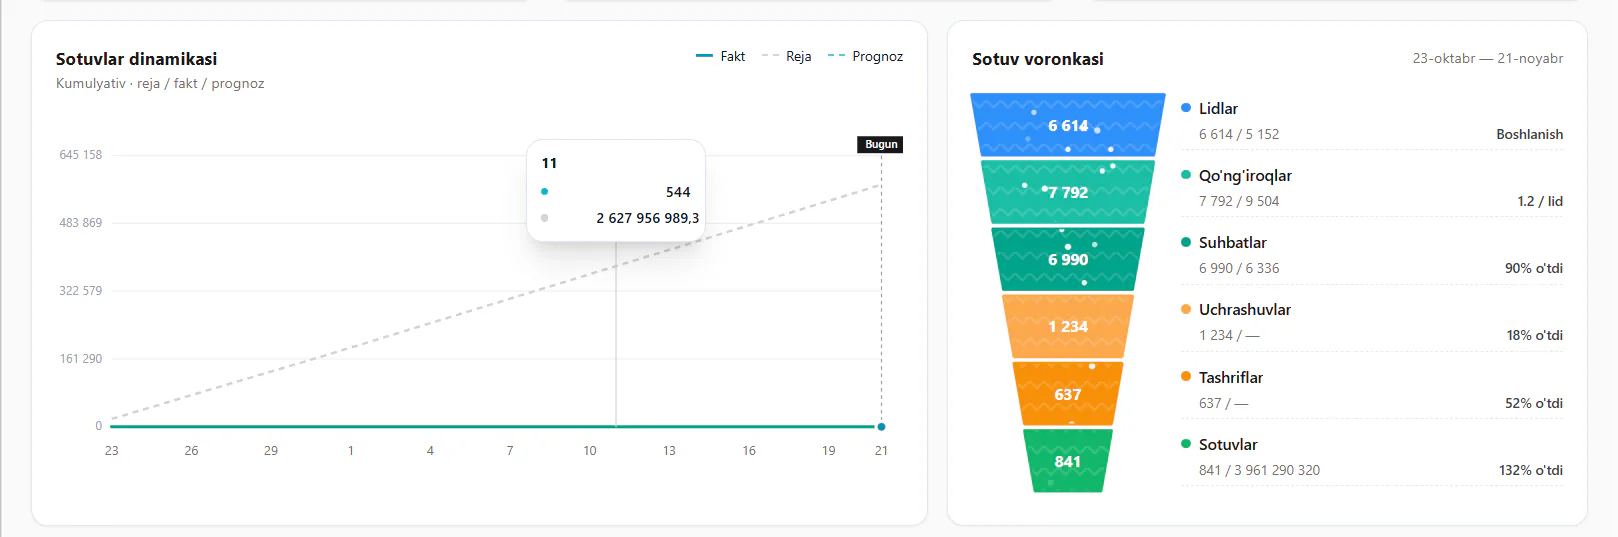 Sotuvlar dinamikasi
Kumulyativ · reja / fakt / prognoz
Fakt Reja Prognoz
Bugun
645 158
483 869
322 579
161 290
0
11
544
2 627 956 989,3
23 26 29 1 4 7 10 13 16 19 21
Sotuv voronkasi
23-oktabr — 21-noyabr
6 614
7 792
6 990
1 234
637
841
Lidlar
6 614 / 5 152 Boshlanish
Qo'ng'iroqlar
7 792 / 9 504 1.2 / lid
Suhbatlar
6 990 / 6 336 90% o'tdi
Uchrashuvlar
1 234 / — 18% o'tdi
Tashriflar
637 / — 52% o'tdi
Sotuvlar
841 / 3 961 290 320 132% o'tdi